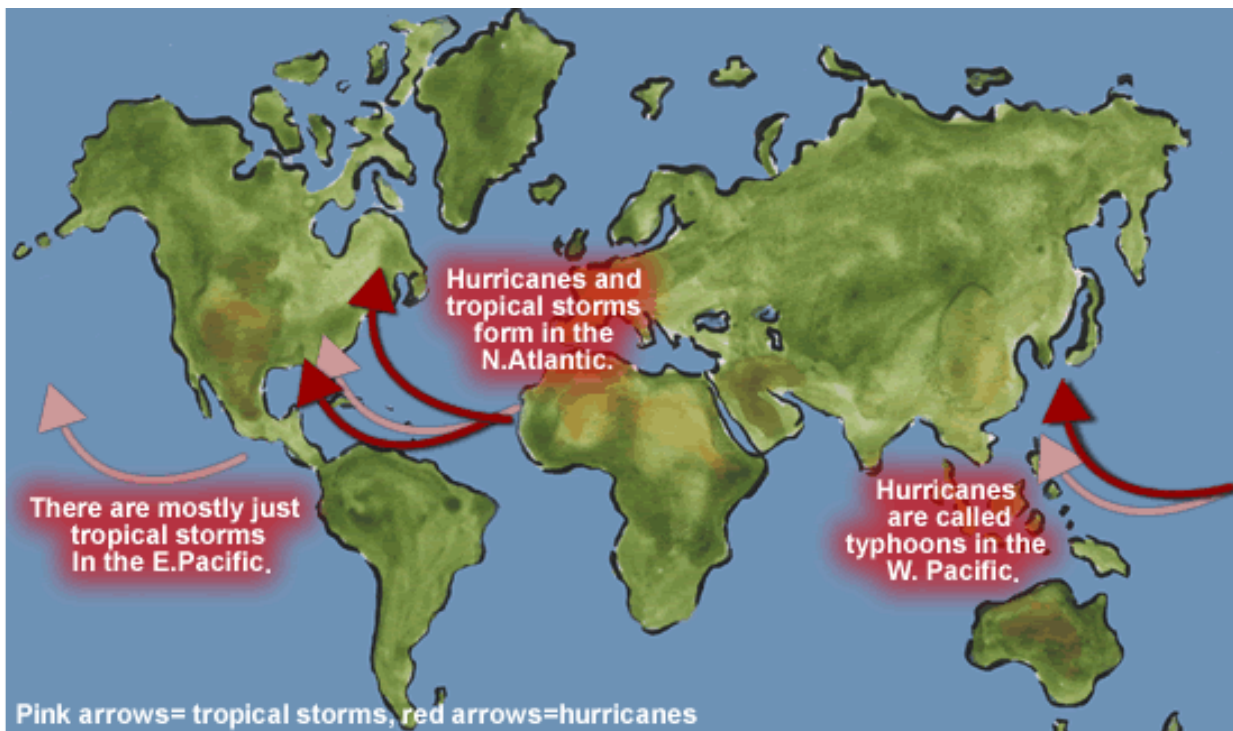 Hurricanes and
tropical storms
form in the
N.Atlantic.
There are mostly just
tropical storms
In the E.Pacific.
Hurricanes
are called
typhoons in the
W. Pacific.
Pink arrows= tropical storms, red arrows=hurricanes